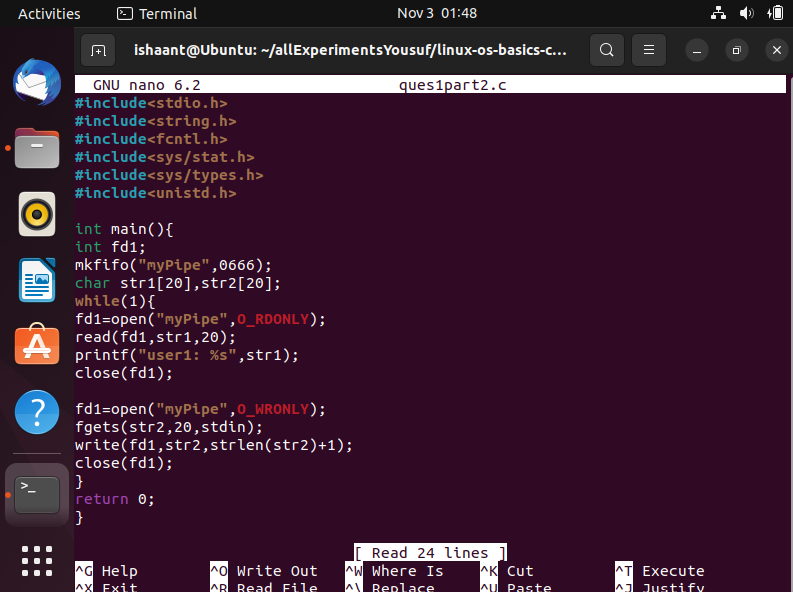 Activities Terminal Nov 3 01:48
ishaant@Ubuntu: ~/allExperimentsYousuf/linux-os-basics-c...
GNU nano 6.2 ques1part2.c
#include<stdio.h>
#include<string.h>
#include<fcntl.h>
#include<sys/stat.h>
#include<sys/types.h>
#include<unistd.h>
int main(){
int fd1;
mkfifo("myPipe",0666);
char str1[20],str2[20];
while(1){
fd1=open("myPipe",O_RDONLY);
read(fd1,str1,20);
printf("user1: %s",str1);
close(fd1);
fd1=open("myPipe",O_WRONLY);
fgets(str2,20,stdin);
write(fd1,str2,strlen(str2)+1);
close(fd1);
}
return 0;
}
[ Read 24 lines ]
^G Help ^O Write Out ^W Where Is ^K Cut ^T Execute
^X Exit ^R Read File ^\ Replace ^U Paste ^J Justify